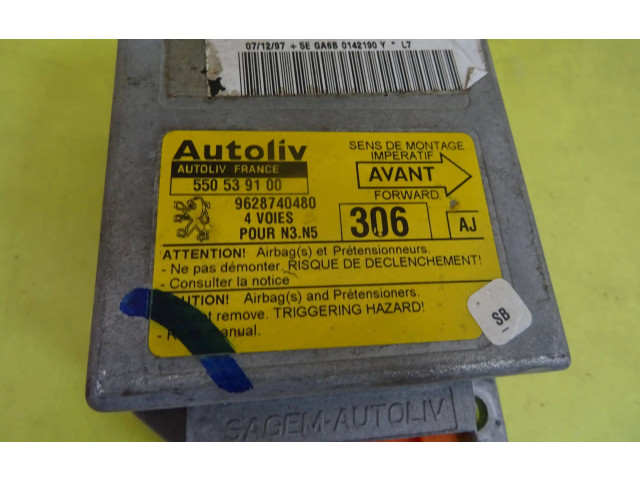 07/12/97 + 5E GA6B 0142190 Y * L7
Autoliv
AUTOLIV FRANCE
550 53 91 00
9628740480
4 VOIES
POUR N3.N5
SENS DE MONTAGE
IMPERATIF
AVANT
FORWARD
306
AJ
ATTENTION! Airbag(s) et Prétensionneurs.
- Ne pas démonter. RISQUE DE DECLENCHEMENT!
- Consulter la notice
CAUTION! Airbag(s) and Prétensioners.
not remove. TRIGGERING HAZARD!
- manual.
SB
SAGEM-AUTOLIV